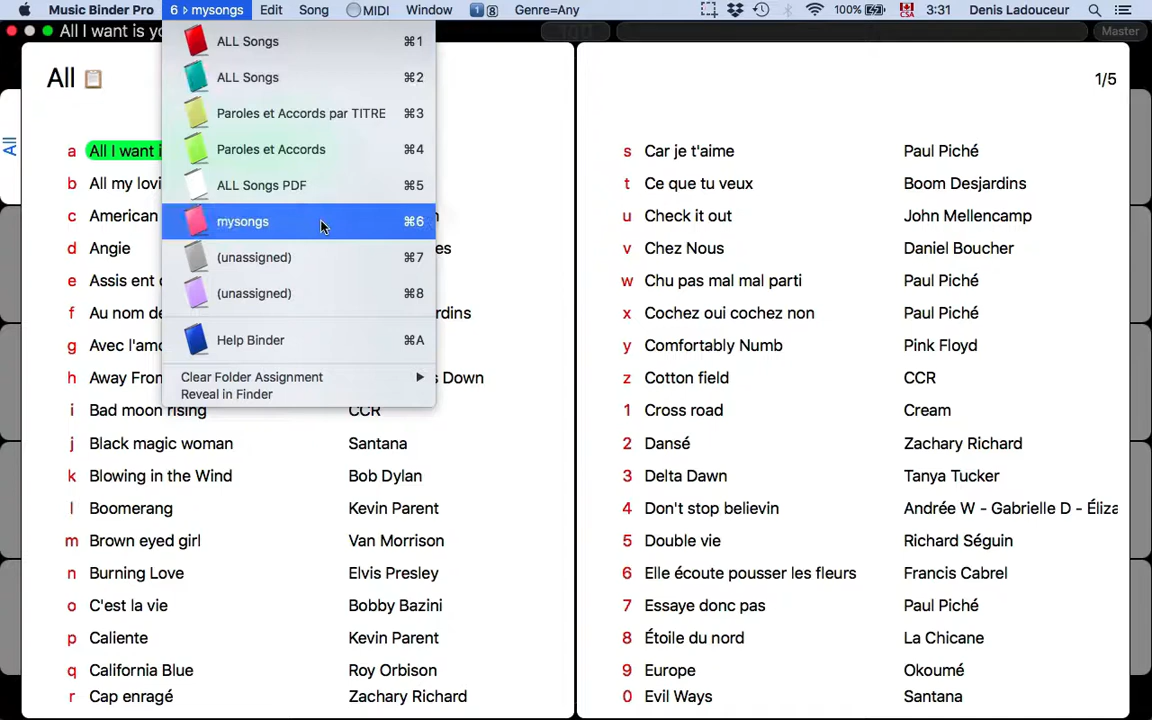 Music Binder Pro 6 ▹ mysongs Edit Song MIDI Window 1 8 Genre=Any 100% CSA 3:31 Denis Ladouceur
All I want is yo
Master
ALL Songs ⌘1
ALL Songs ⌘2
Paroles et Accords par TITRE ⌘3
Paroles et Accords ⌘4
ALL Songs PDF ⌘5
mysongs ⌘6
(unassigned) ⌘7
(unassigned) ⌘8
Help Binder ⌘A
Clear Folder Assignment ▶
Reveal in Finder
All
All
1/5
a All I want i
b All my lovi
c American
d Angie es
e Assis ent
f Au nom de rdins
g Avec l'amo
h Away Fron s Down
i Bad moon rising CCR
j Black magic woman Santana
k Blowing in the Wind Bob Dylan
l Boomerang Kevin Parent
m Brown eyed girl Van Morrison
n Burning Love Elvis Presley
o C'est la vie Bobby Bazini
p Caliente Kevin Parent
q California Blue Roy Orbison
r Cap enragé Zachary Richard
s Car je t'aime Paul Piché
t Ce que tu veux Boom Desjardins
u Check it out John Mellencamp
v Chez Nous Daniel Boucher
w Chu pas mal mal parti Paul Piché
x Cochez oui cochez non Paul Piché
y Comfortably Numb Pink Floyd
z Cotton field CCR
1 Cross road Cream
2 Dansé Zachary Richard
3 Delta Dawn Tanya Tucker
4 Don't stop believin Andrée W - Gabrielle D - Éliza
5 Double vie Richard Séguin
6 Elle écoute pousser les fleurs Francis Cabrel
7 Essaye donc pas Paul Piché
8 Étoile du nord La Chicane
9 Europe Okoumé
0 Evil Ways Santana